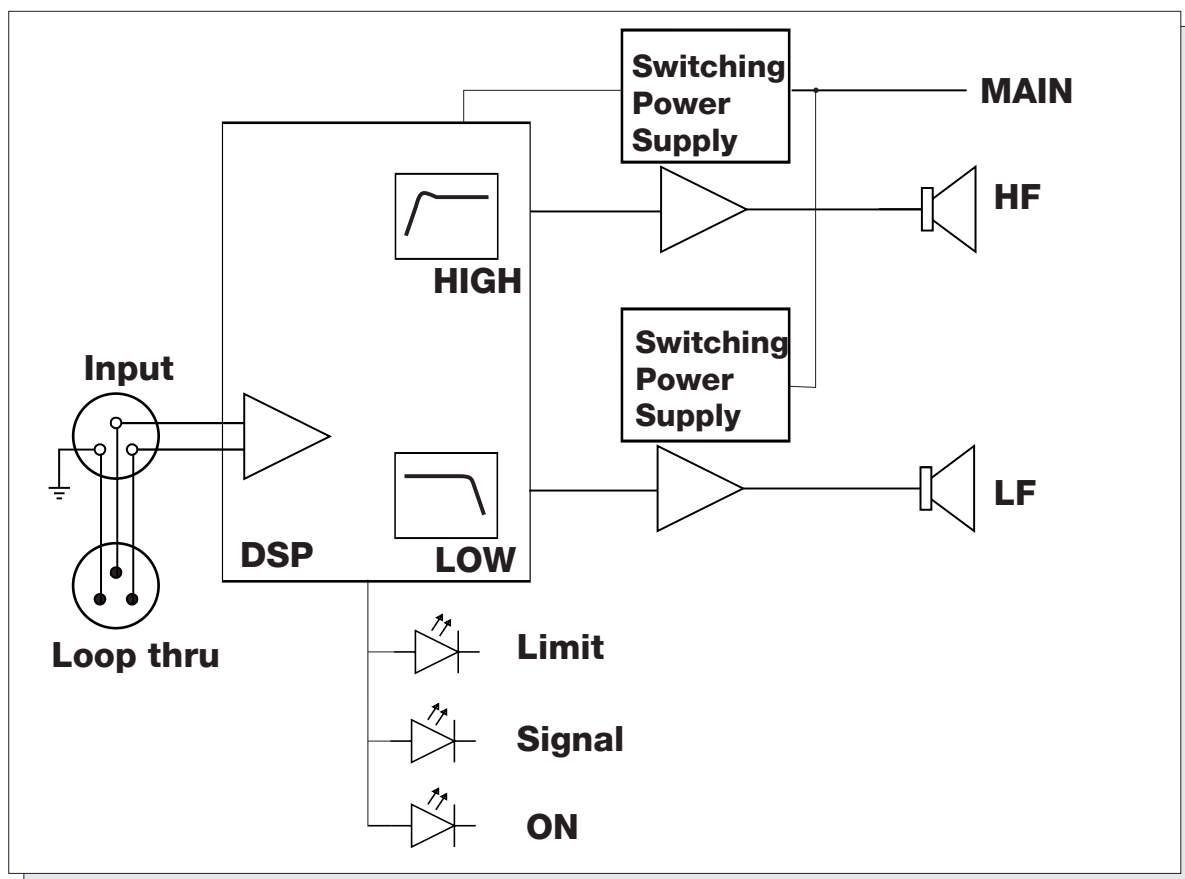 Switching
Power
Supply
MAIN
HF
HIGH
Switching
Power
Supply
Input
LF
DSP
LOW
Loop thru
Limit
Signal
ON